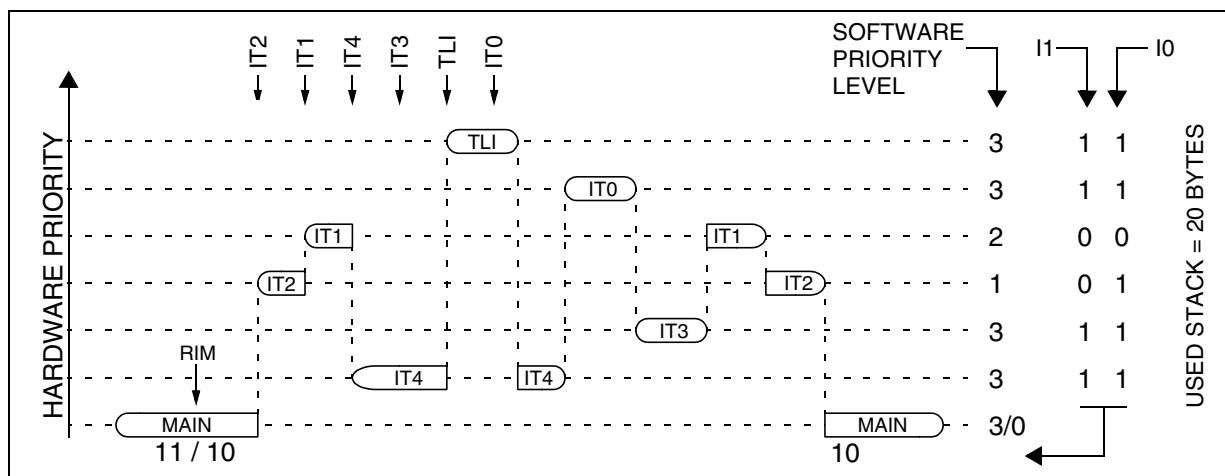 IT2
IT1
IT4
IT3
TLI
IT0
SOFTWARE
PRIORITY
LEVEL
I1
I0
HARDWARE PRIORITY
TLI
3
1 1
IT0
3
1 1
IT1
IT1
2
0 0
IT2
IT2
1
0 1
IT3
3
1 1
RIM
IT4
IT4
3
1 1
MAIN
MAIN
3/0
11 / 10
10
USED STACK = 20 BYTES